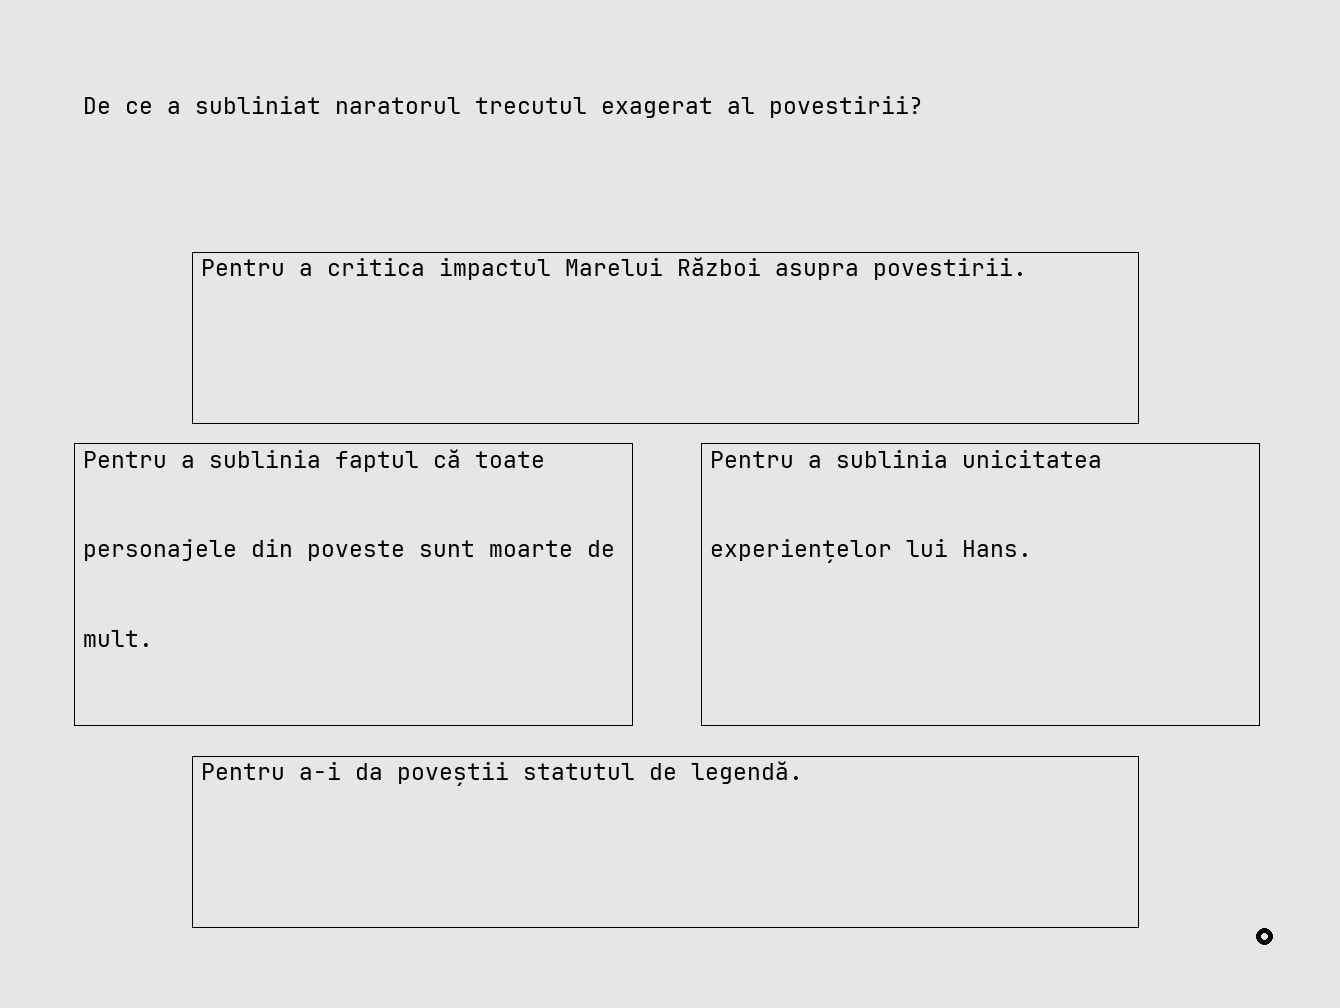 De ce a subliniat naratorul trecutul exagerat al povestirii?
Pentru a critica impactul Marelui Război asupra povestirii.
Pentru a sublinia faptul că toate
personajele din poveste sunt moarte de
mult.
Pentru a sublinia unicitatea
experiențelor lui Hans.
Pentru a-i da poveștii statutul de legendă.